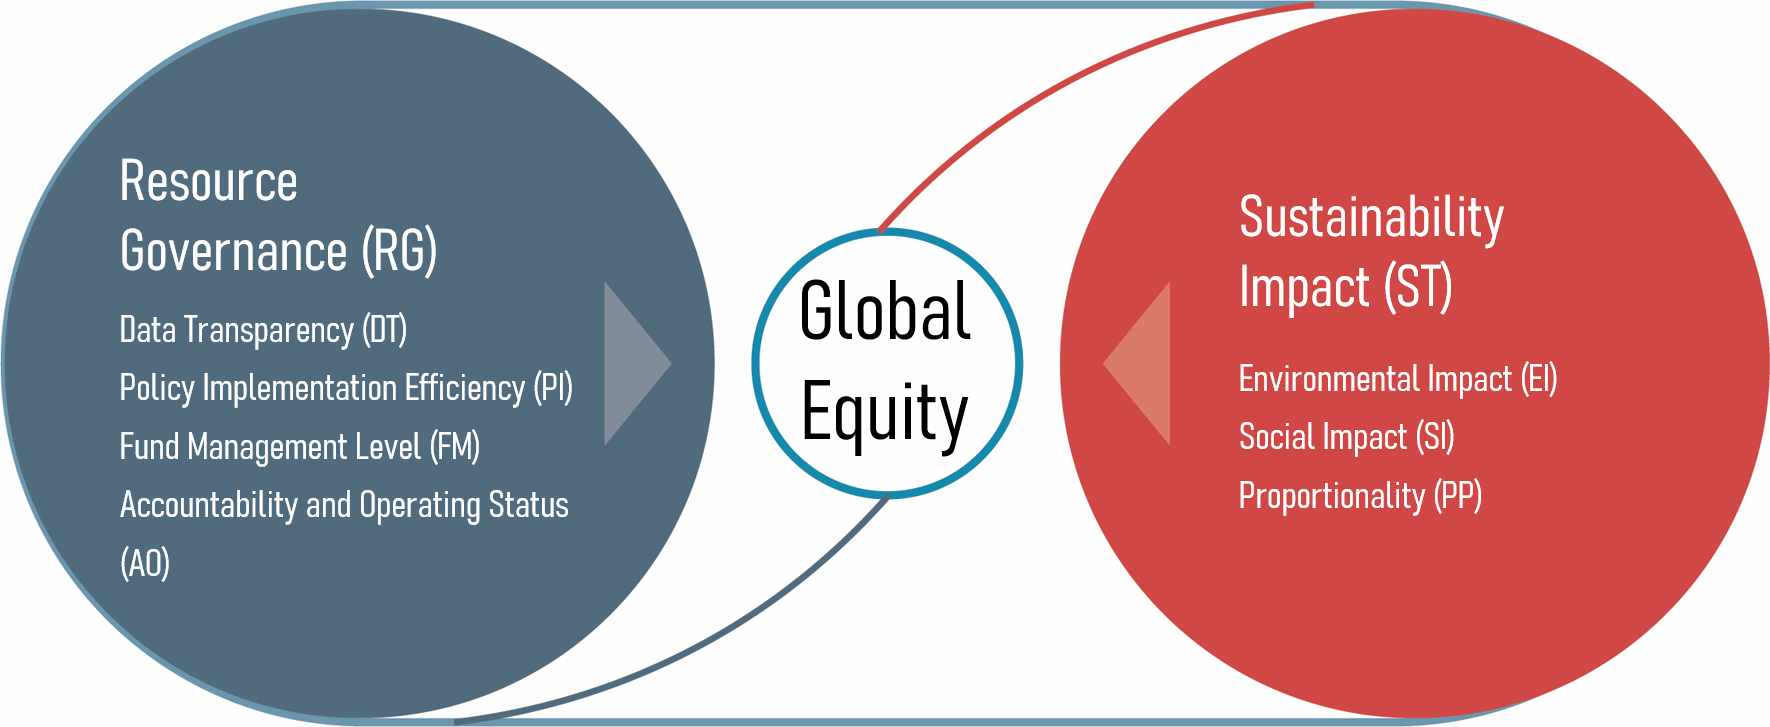 Resource
Governance (RG)
Data Transparency (DT)
Policy Implementation Efficiency (PI)
Fund Management Level (FM)
Accountability and Operating Status
(AO)
Global
Equity
Sustainability
Impact (ST)
Environmental Impact (EI)
Social Impact (SI)
Proportionality (PP)